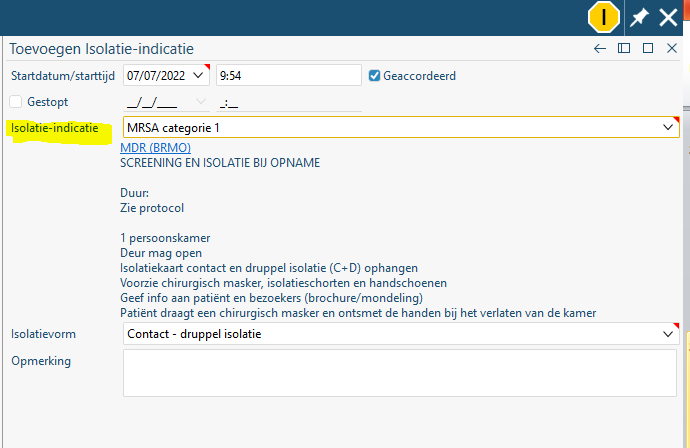 I
Toevoegen Isolatie-indicatie
Startdatum/starttijd 07/07/2022 9:54 Geaccordeerd
Gestopt __/__/____ _:__
Isolatie-indicatie MRSA categorie 1
MDR (BRMO)
SCREENING EN ISOLATIE BIJ OPNAME
Duur:
Zie protocol
1 persoonskamer
Deur mag open
Isolatiekaart contact en druppel isolatie (C+D) ophangen
Voorzie chirurgisch masker, isolatieschorten en handschoenen
Geef info aan patiënt en bezoekers (brochure/mondeling)
Patiënt draagt een chirurgisch masker en ontsmet de handen bij het verlaten van de kamer
Isolatievorm Contact - druppel isolatie
Opmerking